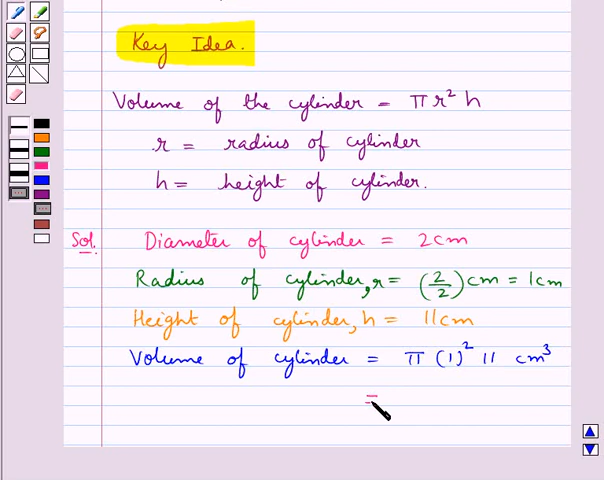 Key Idea.
Volume of the cylinder = π r² h
r = radius of cylinder
h = height of cylinder.
Sol. Diameter of cylinder = 2cm
Radius of cylinder, r = (2/2) cm = 1cm
Height of cylinder, h = 11cm
Volume of cylinder = π (1)² 11 cm³
=